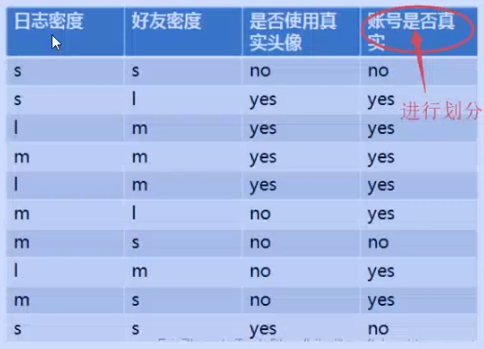 日志密度 好友密度 是否使用真实头像 账号是否真实
s s no no
s l yes yes
l m yes yes
进行划分
m m yes yes
l m yes yes
m l no yes
m s no no
l m no yes
m s no yes
s s yes no